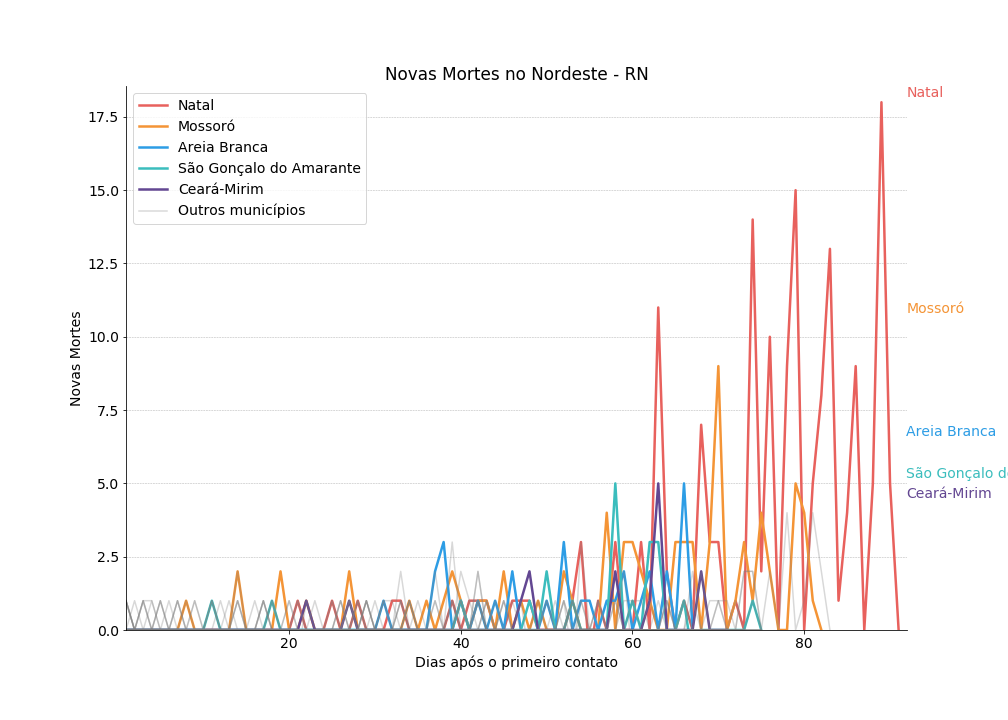 Novas Mortes no Nordeste - RN
Natal
Mossoró
Areia Branca
São Gonçalo do Amarante
Ceará-Mirim
Outros municípios
17.5
15.0
12.5
10.0
7.5
5.0
2.5
0.0
Novas Mortes
20
40
60
80
Dias após o primeiro contato
Natal
Mossoró
Areia Branca
São Gonçalo d
Ceará-Mirim